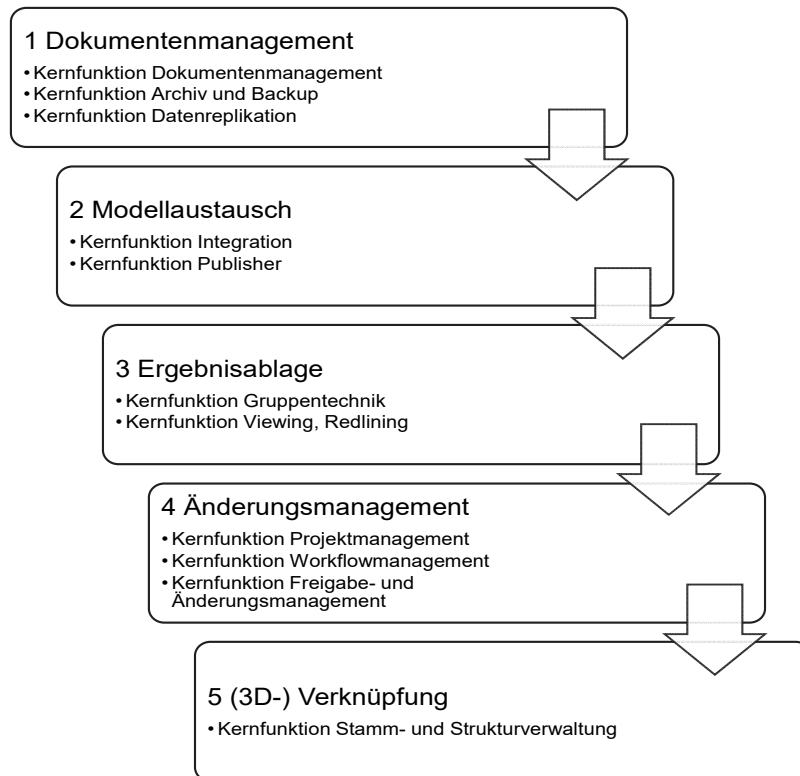 1 Dokumentenmanagement
• Kernfunktion Dokumentenmanagement
• Kernfunktion Archiv und Backup
• Kernfunktion Datenreplikation
2 Modellaustausch
• Kernfunktion Integration
• Kernfunktion Publisher
3 Ergebnisablage
• Kernfunktion Gruppentechnik
• Kernfunktion Viewing, Redlining
4 Änderungsmanagement
• Kernfunktion Projektmanagement
• Kernfunktion Workflowmanagement
• Kernfunktion Freigabe- und
Änderungsmanagement
5 (3D-) Verknüpfung
• Kernfunktion Stamm- und Strukturverwaltung